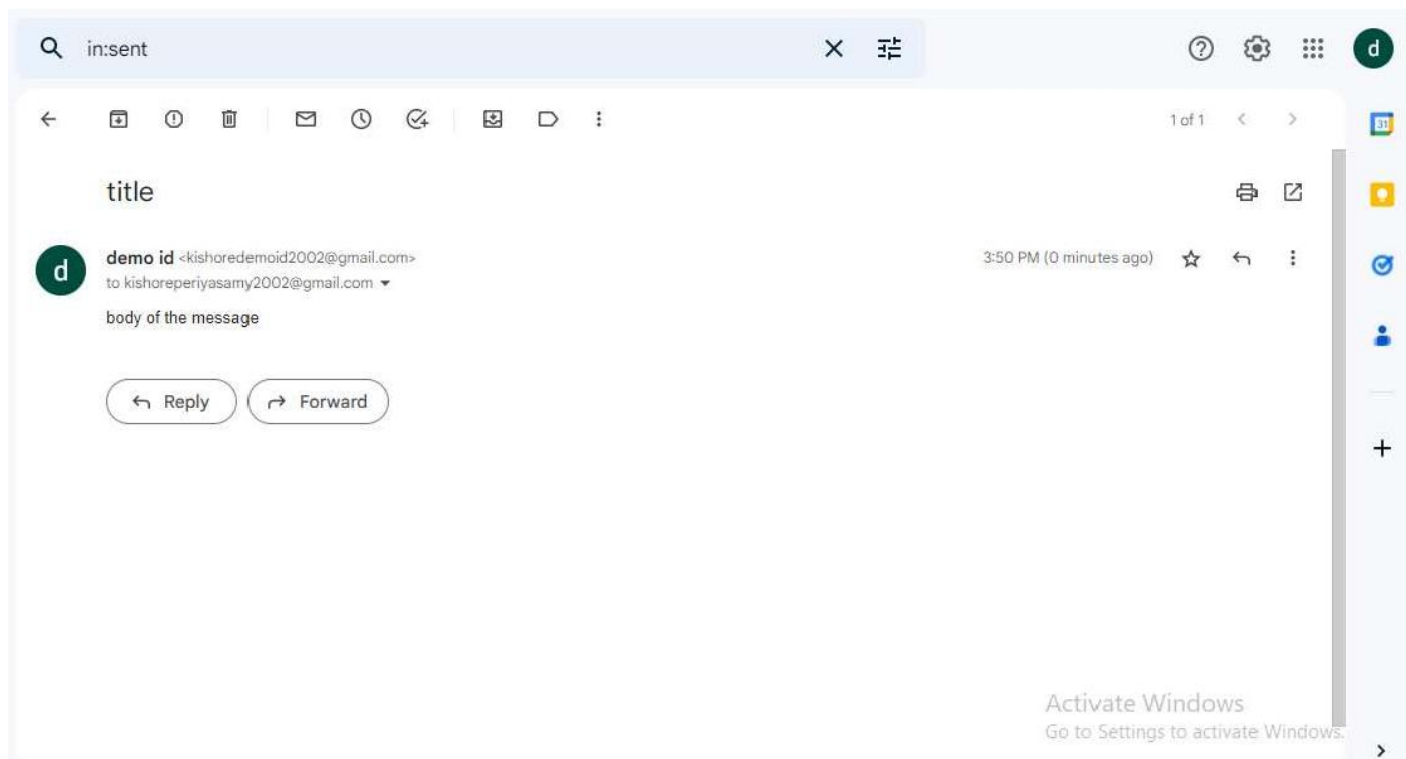 in:sent
d
1 of 1
31
title
d
demo id <kishoredemoid2002@gmail.com>
3:50 PM (0 minutes ago)
to kishoreperiyasamy2002@gmail.com
body of the message
Reply
Forward
Activate Windows
Go to Settings to activate Windows.